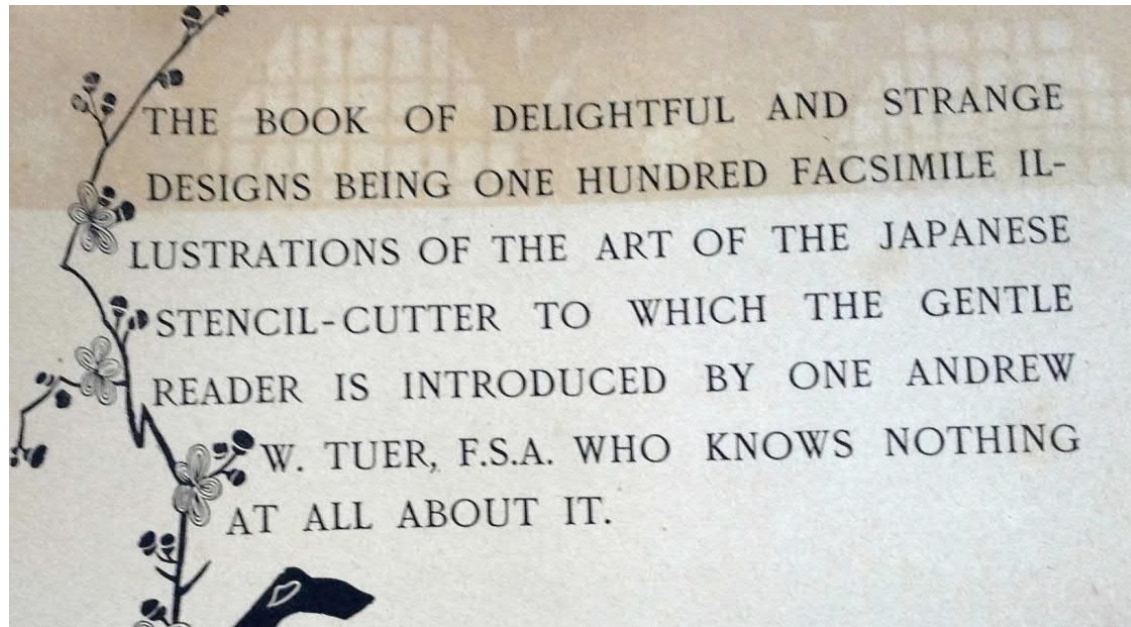 THE BOOK OF DELIGHTFUL AND STRANGE
DESIGNS BEING ONE HUNDRED FACSIMILE IL-
LUSTRATIONS OF THE ART OF THE JAPANESE
STENCIL-CUTTER TO WHICH THE GENTLE
READER IS INTRODUCED BY ONE ANDREW
W. TUER, F.S.A. WHO KNOWS NOTHING
AT ALL ABOUT IT.